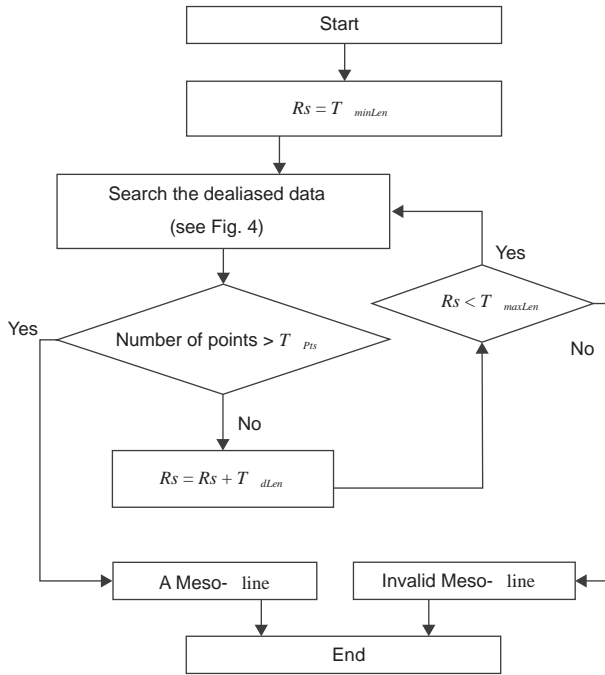 Start
Rs = T minLen
Search the dealiased data
(see Fig. 4)
Yes
Rs < T maxLen
Yes
Number of points > T Pts
No
No
Rs = Rs + T dLen
A Meso- line
Invalid Meso- line
End